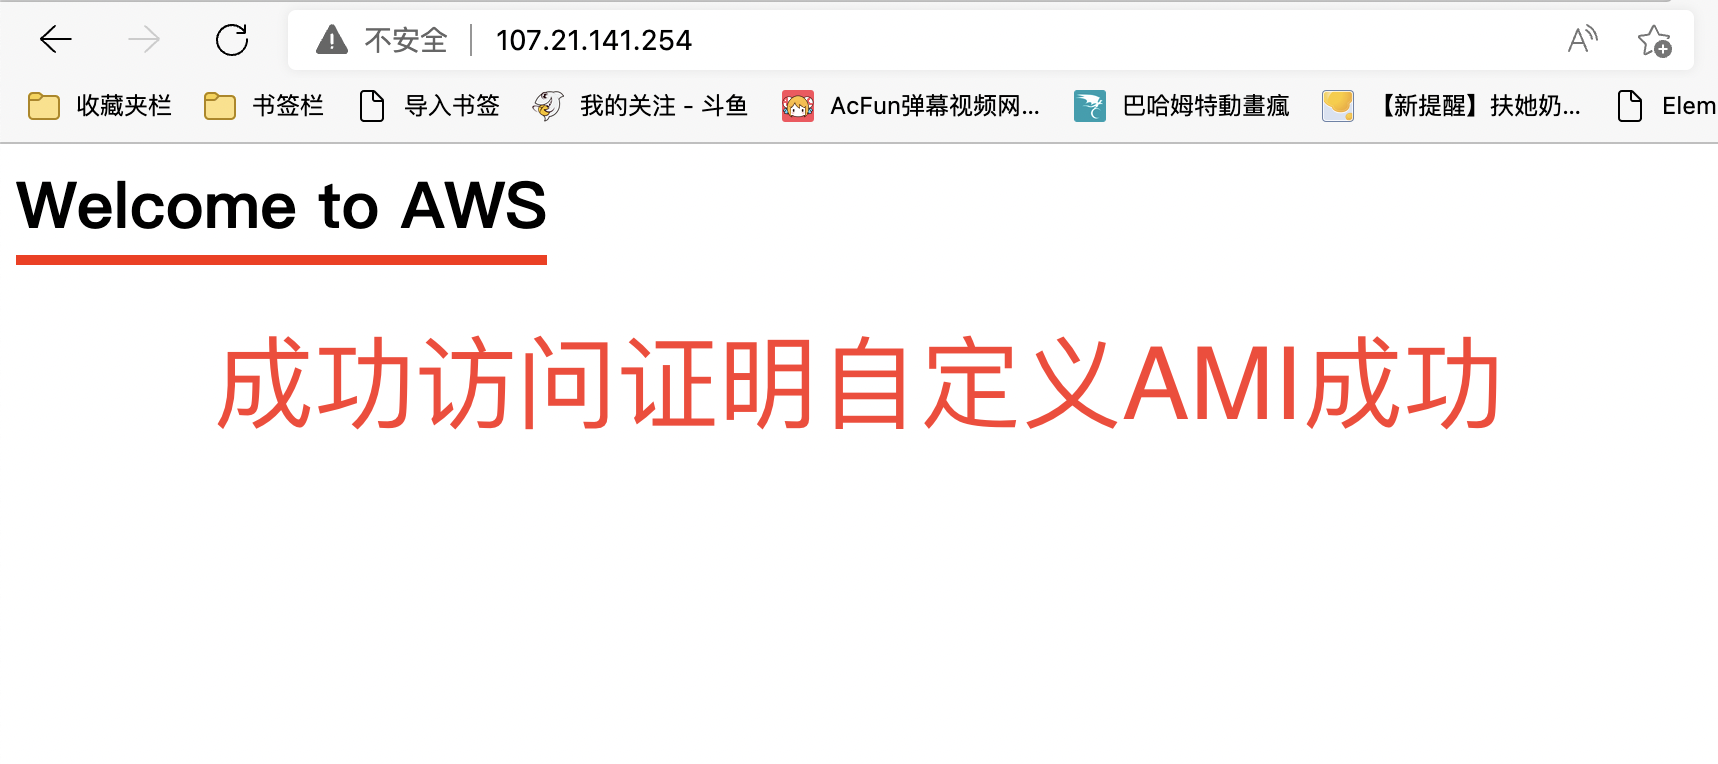 不安全 107.21.141.254
收藏夹栏 书签栏 导入书签 我的关注 - 斗鱼 AcFun弹幕视频网... 巴哈姆特動畫瘋 【新提醒】扶她奶... Elem
Welcome to AWS
成功访问证明自定义AMI成功